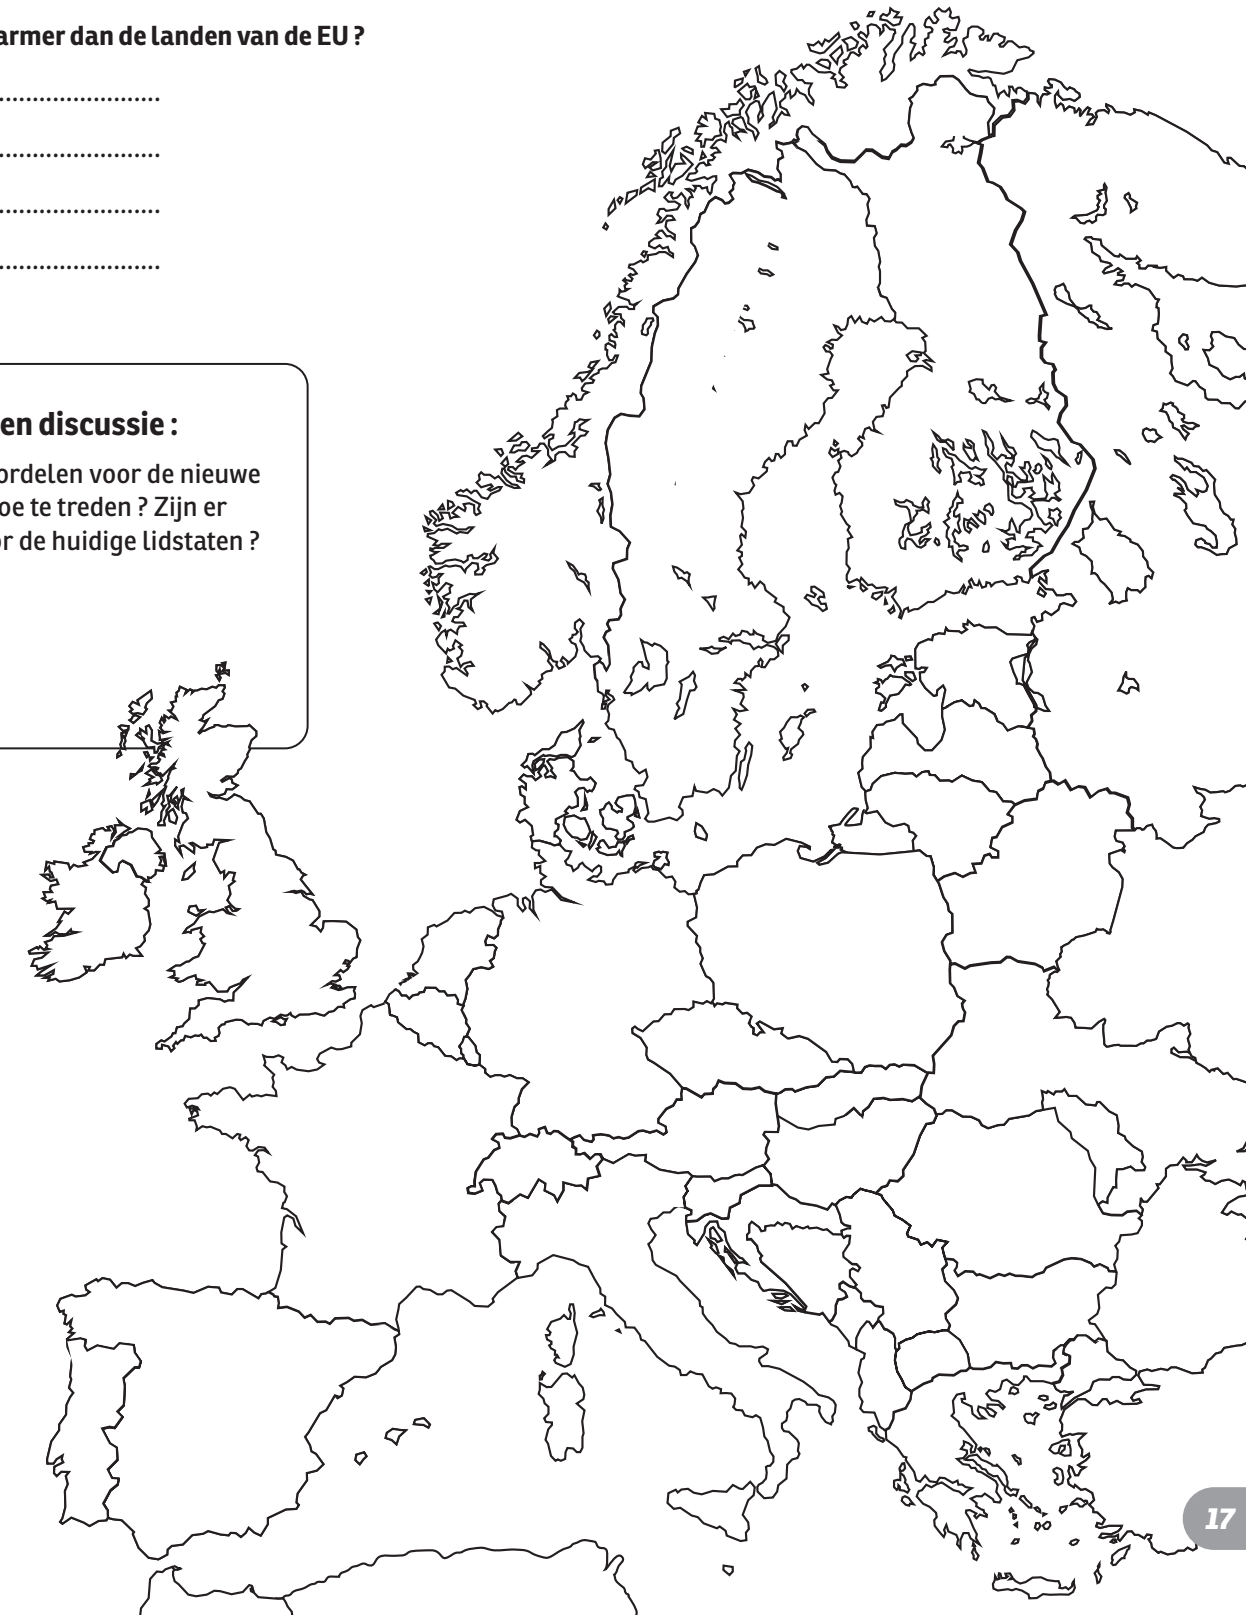 armer dan de landen van de EU ?
........................
........................
........................
........................
en discussie :
ordelen voor de nieuwe
oe te treden ? Zijn er
r de huidige lidstaten ?
17